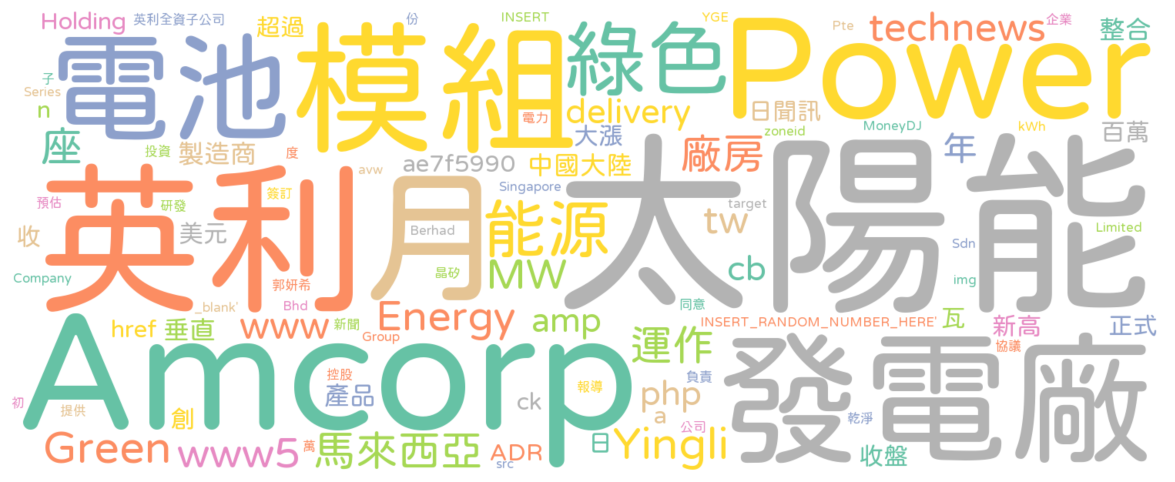 Holding 英利全資子公司 超過 份 INSERT YGE Pte technews 企業 整合
子 電池 模組 綠色 Power
Series
n 電力 delivery 日聞訊 MoneyDJ kWh 百萬
座 投資 製造商 度 大漲 zoneid 廠房 年
avw ae7f5990 中國大陸
預估 研發 簽訂 Singapore target
英利 月 能源 太陽能
收 美元 Berhad tw Sdn Limited
Company 郭妍希 晶矽 MW cb img
_blank' Bhd 同意
href 垂直 www 新聞 Energy amp INSERT_RANDOM_NUMBER_HERE' 瓦 新高 正式
Group 運作 協議
Amcorp 發電廠
控股 產品 報導 負責
初 提供 創 ck php a 乾淨
Green www5 萬 馬來西亞 ADR 日 Yingli 公司 收盤
src